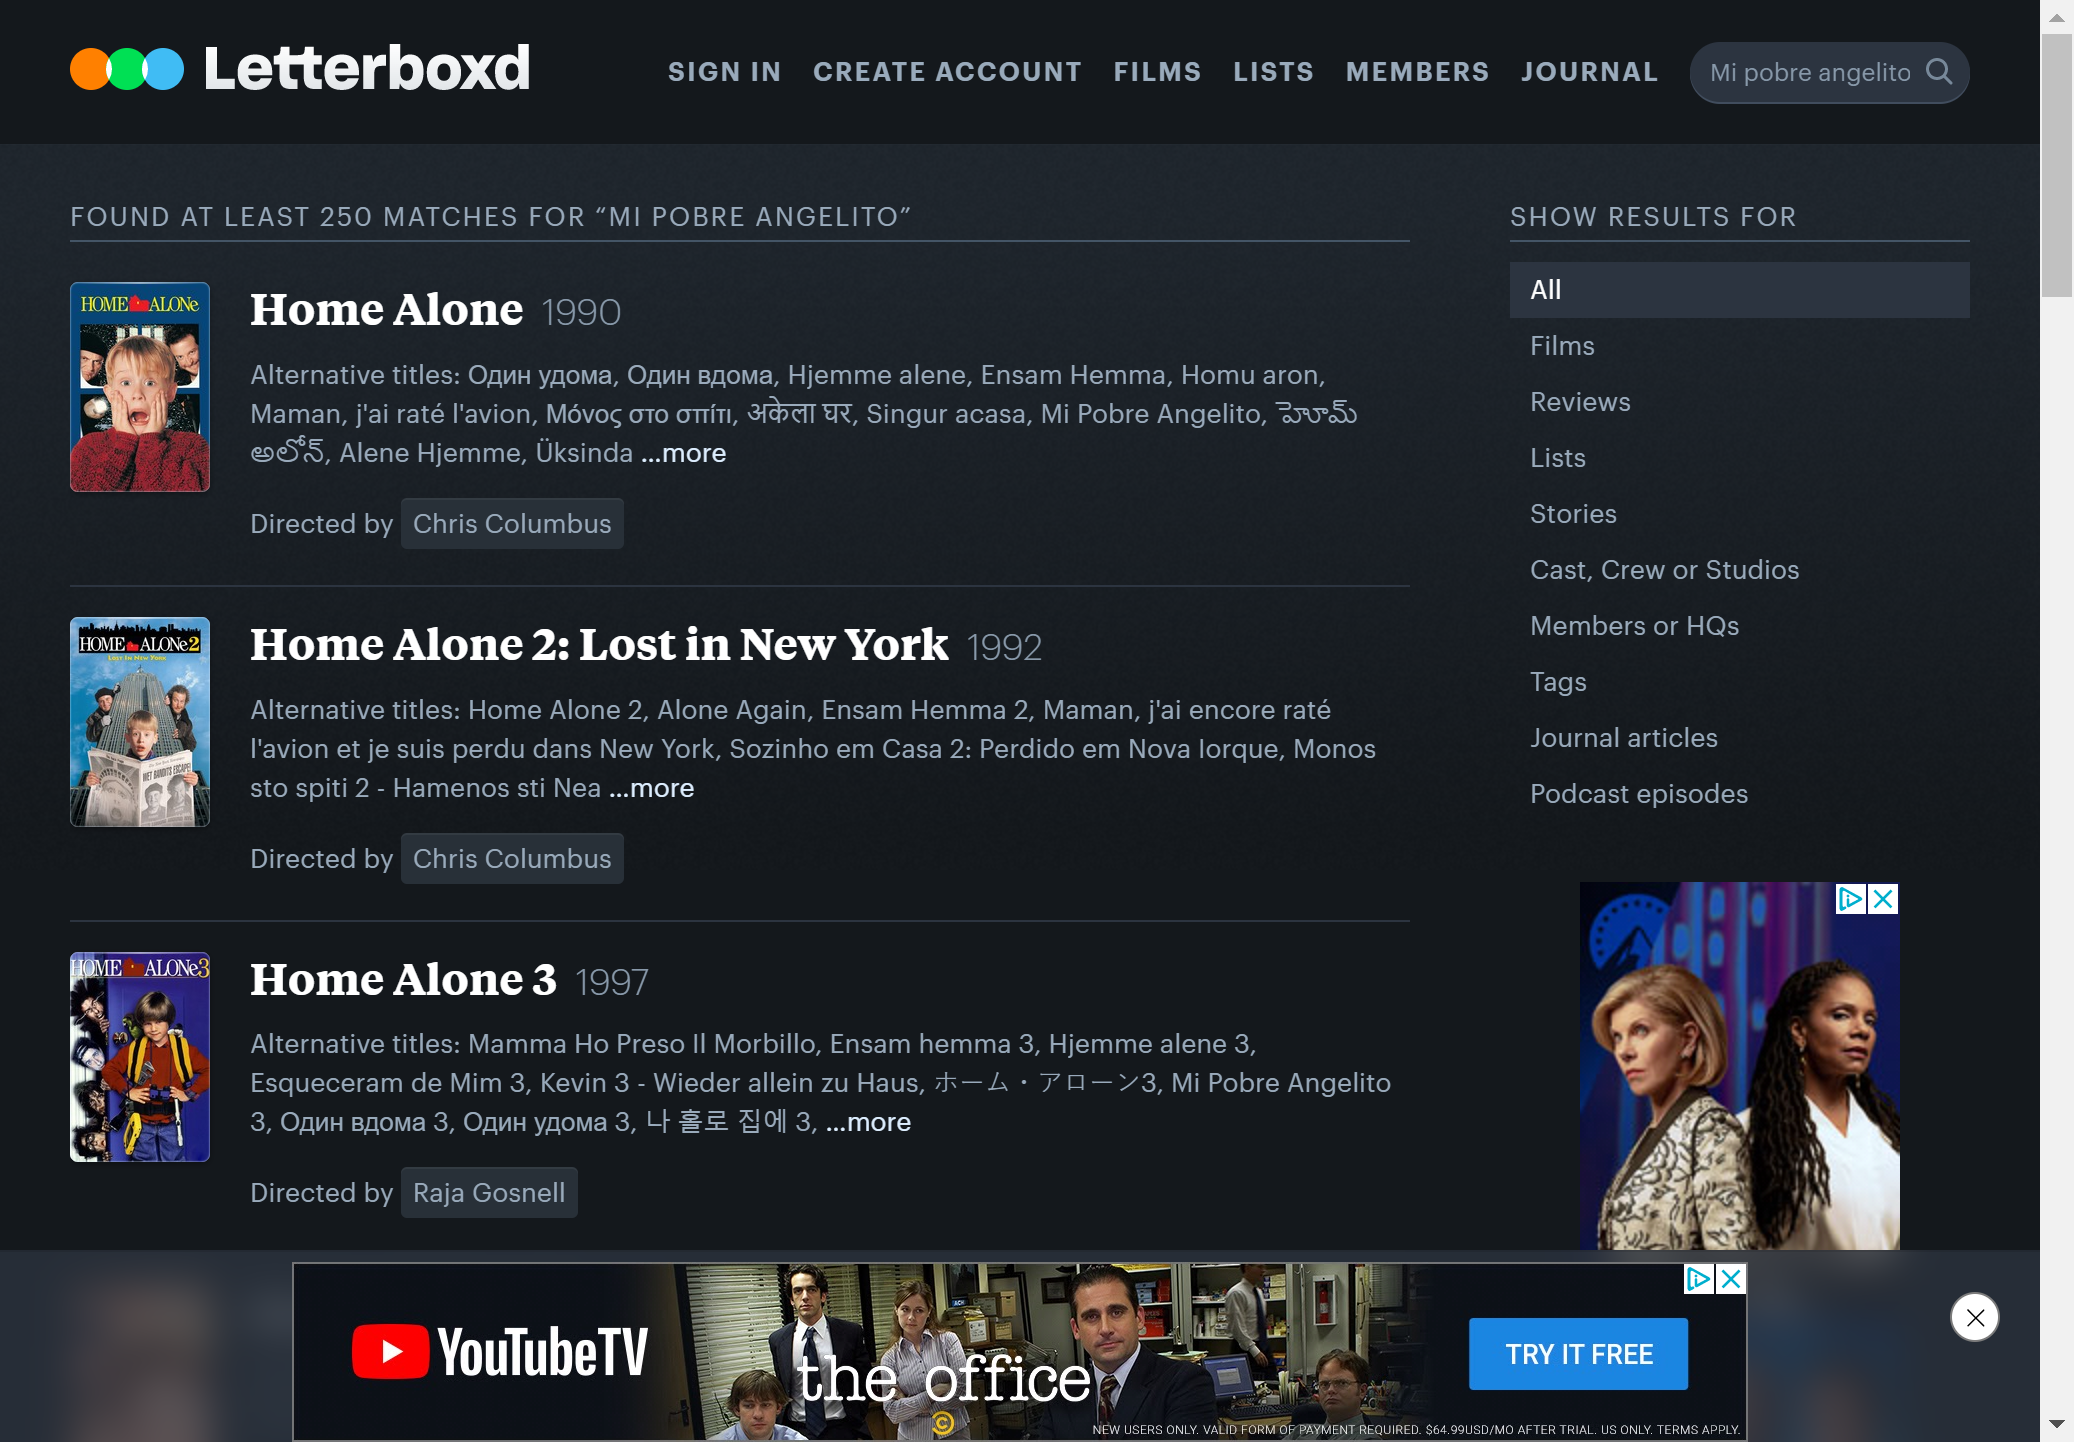 Letterboxd
SIGN IN CREATE ACCOUNT FILMS LISTS MEMBERS JOURNAL
Mi pobre angelito
FOUND AT LEAST 250 MATCHES FOR “MI POBRE ANGELITO”
HOME ALONe
Home Alone 1990
Alternative titles: Один удома, Один вдома, Hjemme alene, Ensam Hemma, Homu aron,
Maman, j'ai raté l'avion, Μόνος στο σπίτι, अकेला घर, Singur acasa, Mi Pobre Angelito, హెూమ్
అలోన్, Alene Hjemme, Üksinda ...more
Directed by Chris Columbus
HOME ALONe 2
LOST IN NEW YORK
WET BANDITS ESCAPE!
Home Alone 2: Lost in New York 1992
Alternative titles: Home Alone 2, Alone Again, Ensam Hemma 2, Maman, j'ai encore raté
l'avion et je suis perdu dans New York, Sozinho em Casa 2: Perdido em Nova Iorque, Monos
sto spiti 2 - Hamenos sti Nea ...more
Directed by Chris Columbus
HOME ALONe 3
Home Alone 3 1997
Alternative titles: Mamma Ho Preso Il Morbillo, Ensam hemma 3, Hjemme alene 3,
Esqueceram de Mim 3, Kevin 3 - Wieder allein zu Haus, ホーム・アローン3, Mi Pobre Angelito
3, Один вдома 3, Один удома 3, 나 홀로 집에 3, ...more
Directed by Raja Gosnell
SHOW RESULTS FOR
All
Films
Reviews
Lists
Stories
Cast, Crew or Studios
Members or HQs
Tags
Journal articles
Podcast episodes
YouTubeTV
the office
TRY IT FREE
NEW USERS ONLY. VALID FORM OF PAYMENT REQUIRED. $64.99USD/MO AFTER TRIAL. US ONLY. TERMS APPLY.